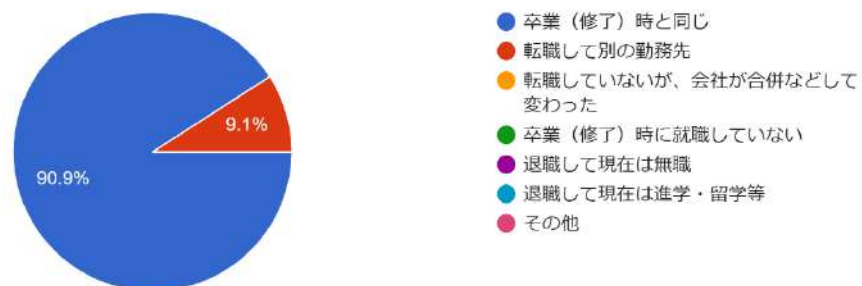 卒業（修了）時と同じ
転職して別の勤務先
転職していないが、会社が合併などして
変わった
卒業（修了）時に就職していない
退職して現在は無職
退職して現在は進学・留学等
その他
9.1%
90.9%